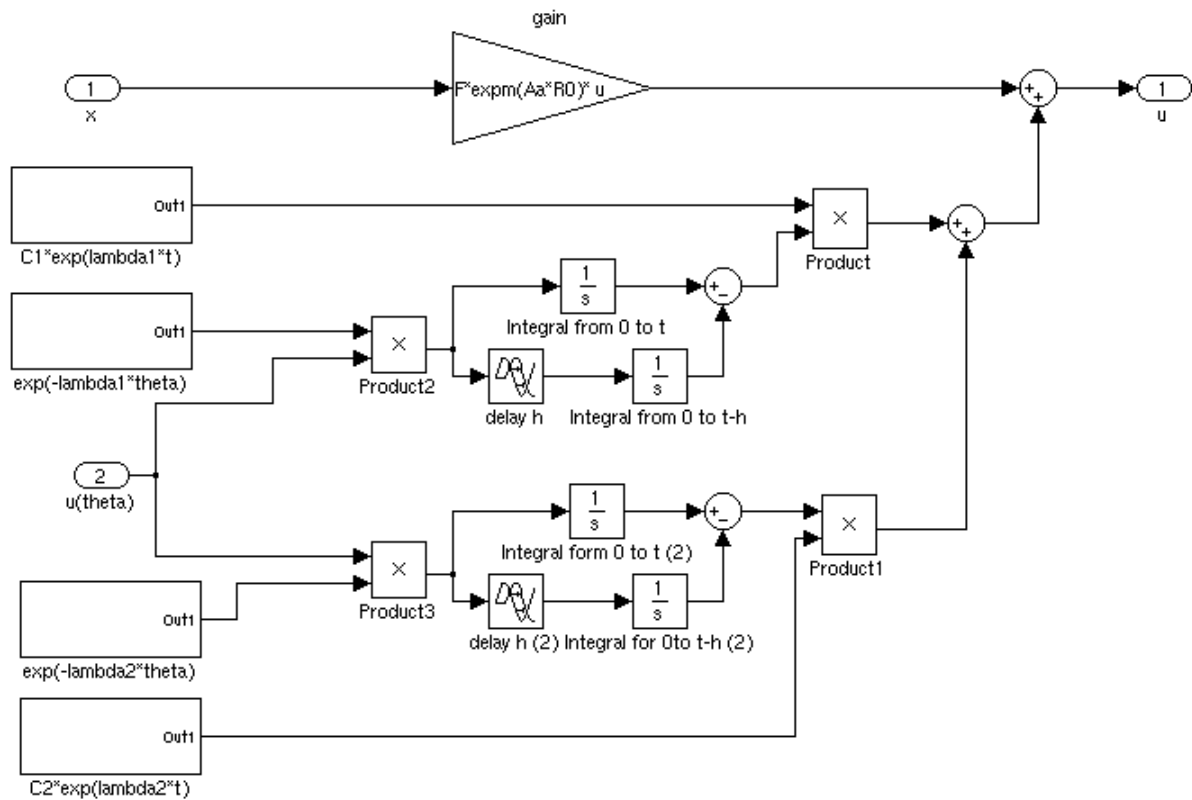 gain
1
x
F*expm(Aa*R0)* u
+
+
1
u
Out1
C1*exp(lambda1*t)
×
Product
+
+
Out1
exp(-lambda1*theta)
×
Product2
1
s
Integral from 0 to t
+
-
delay h
1
s
Integral from 0 to t-h
2
u(theta)
1
s
Integral form 0 to t (2)
+
-
×
Product1
×
Product3
delay h (2)
1
s
Integral for 0to t-h (2)
Out1
exp(-lambda2*theta)
Out1
C2*exp(lambda2*t)